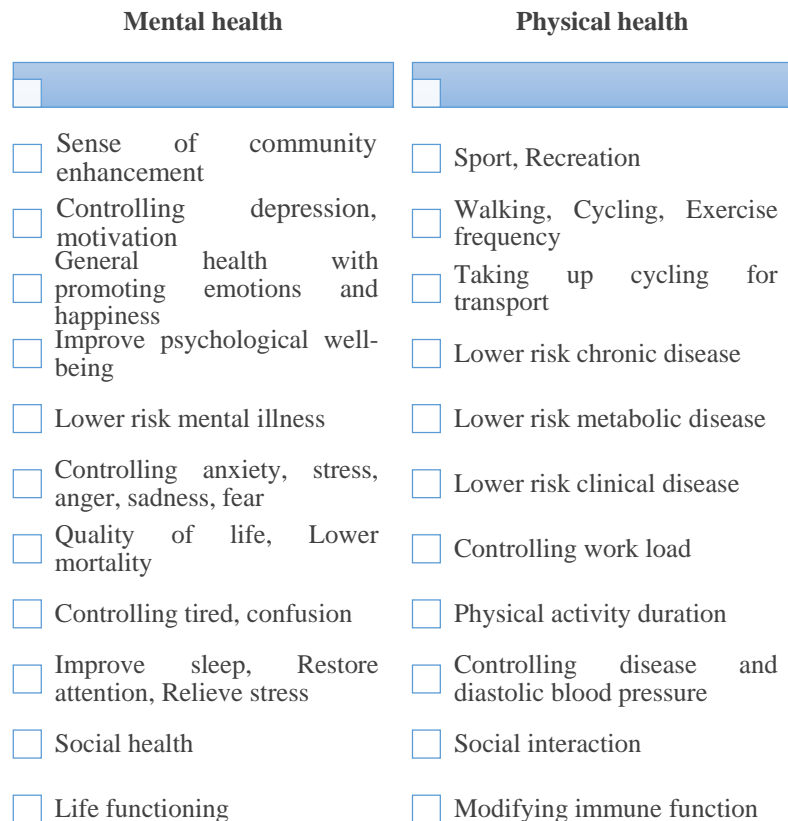 Mental health
Sense of community
enhancement
Controlling depression,
motivation
General health with
promoting emotions and
happiness
Improve psychological well-
being
Lower risk mental illness
Controlling anxiety, stress,
anger, sadness, fear
Quality of life, Lower
mortality
Controlling tired, confusion
Improve sleep, Restore
attention, Relieve stress
Social health
Life functioning
Physical health
Sport, Recreation
Walking, Cycling, Exercise
frequency
Taking up cycling for
transport
Lower risk chronic disease
Lower risk metabolic disease
Lower risk clinical disease
Controlling work load
Physical activity duration
Controlling disease and
diastolic blood pressure
Social interaction
Modifying immune function